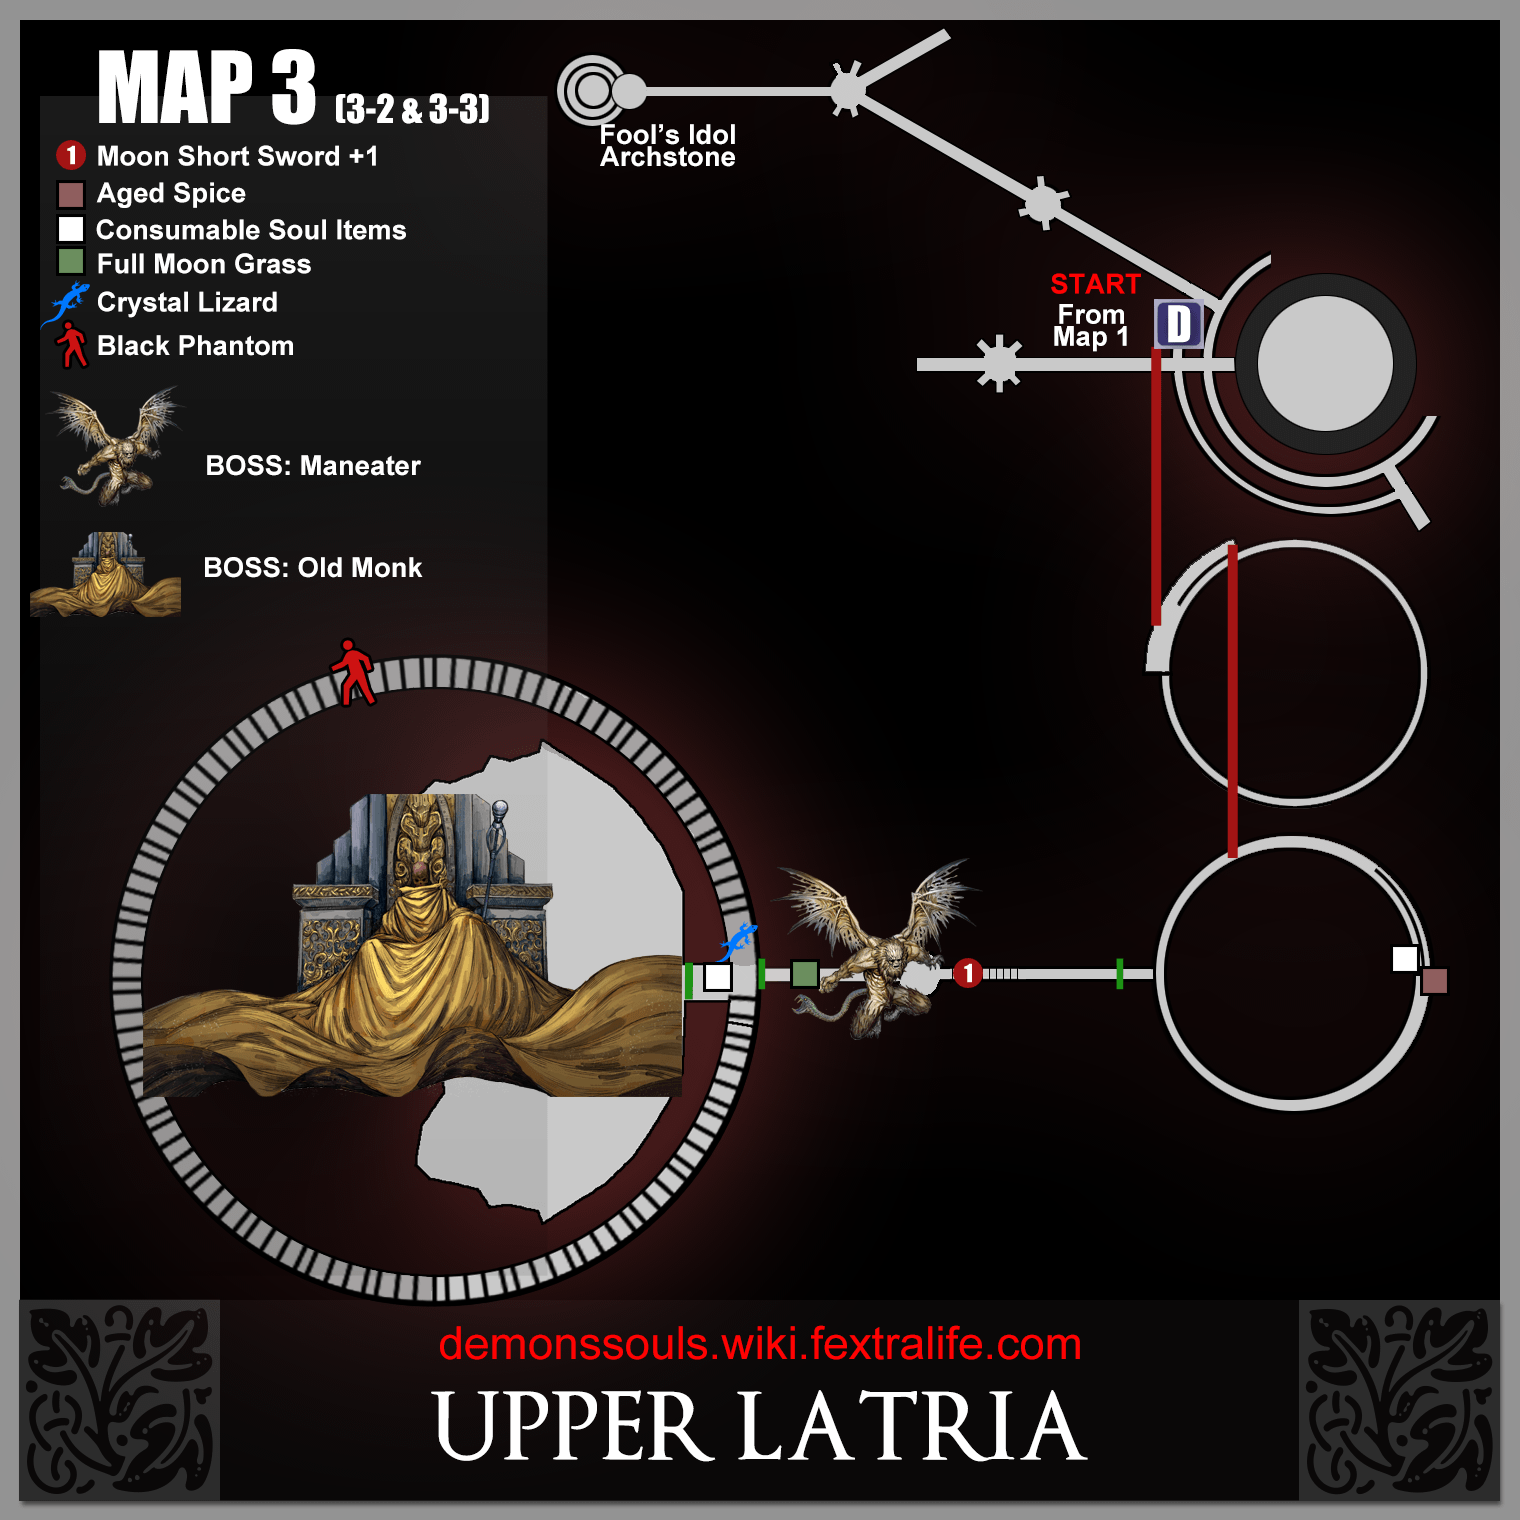 MAP 3 (3-2 & 3-3)
1 Moon Short Sword +1
Aged Spice
Consumable Soul Items
Full Moon Grass
Crystal Lizard
Black Phantom
BOSS: Maneater
BOSS: Old Monk
Fool's Idol
Archstone
START
From
Map 1
D
1
demonssouls.wiki.fextralife.com
UPPER LATRIA